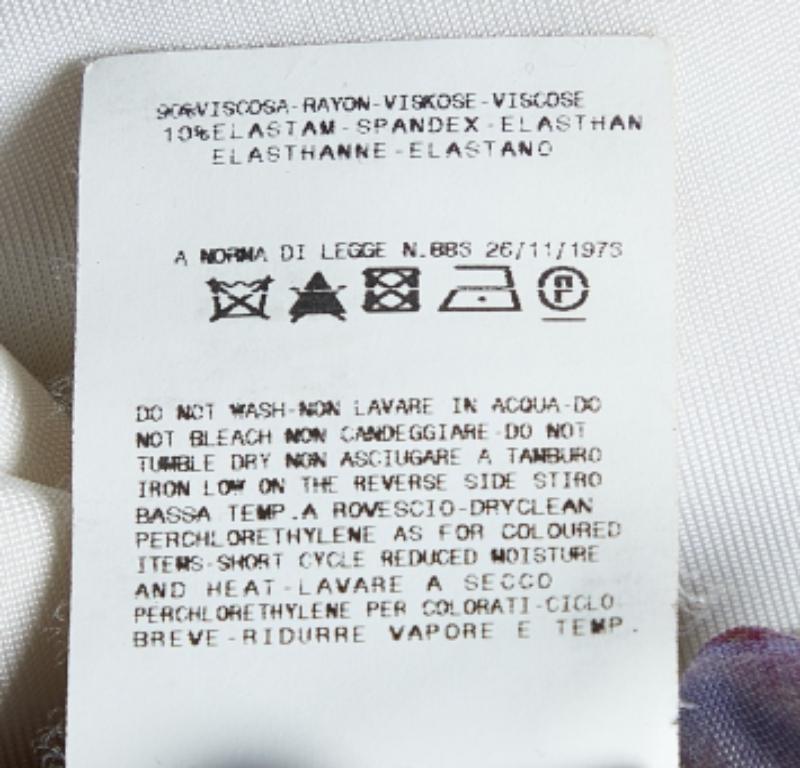 90%VISCOSA-RAYON-VISKOSE-VISCOSE
10%ELASTAM-SPANDEX-ELASTHAN
ELASTHANNE-ELASTANO
A NORMA DI LEGGE N.883 26/11/1973
P
DO NOT WASH-NON LAVARE IN ACQUA-DO
NOT BLEACH NON CANDEGGIARE-DO NOT
TUMBLE DRY NON ASCIUGARE A TAMBURO
IRON LOW ON THE REVERSE SIDE STIRO
BASSA TEMP.A ROVESCIO-DRYCLEAN
PERCHLORETHYLENE AS FOR COLOURED
ITEMS-SHORT CYCLE REDUCED MOISTURE
AND HEAT-LAVARE A SECCO
PERCHLORETHYLENE PER COLORATI-CICLO
BREVE-RIDURRE VAPORE E TEMP.